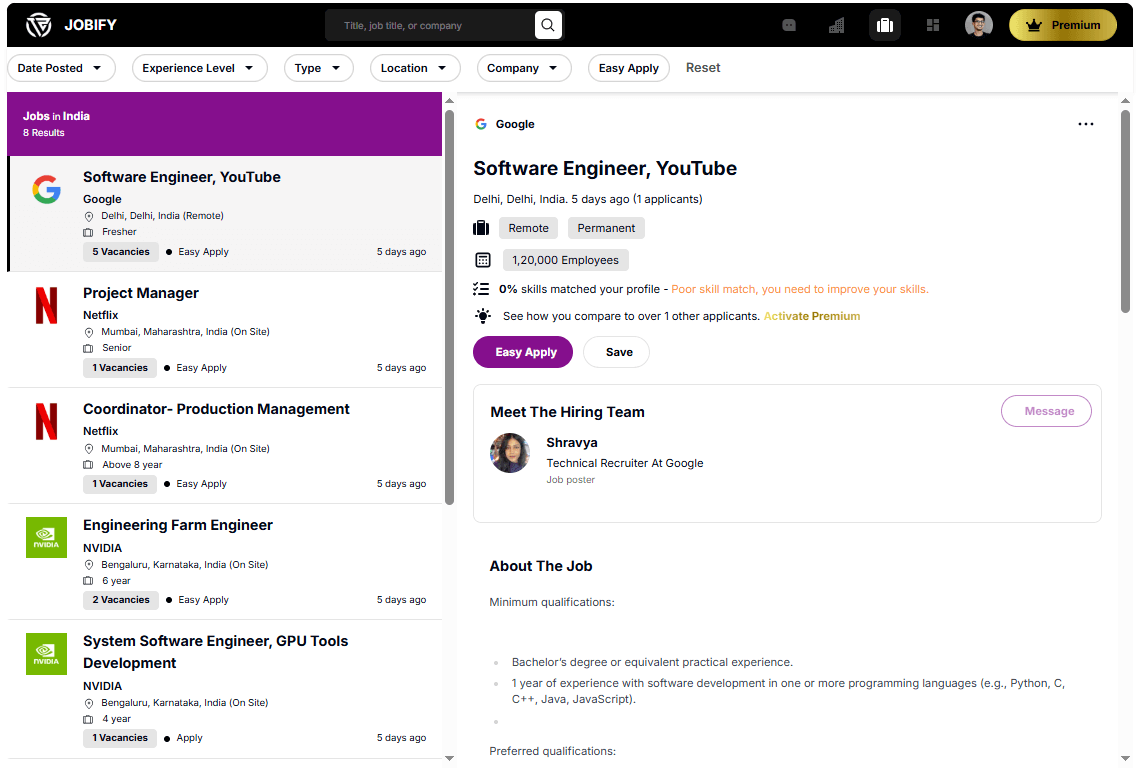 JOBIFY
Title, job title, or company
Premium
Date Posted
Experience Level
Type
Location
Company
Easy Apply
Reset
Jobs in India
8 Results
Software Engineer, YouTube
Google
Delhi, Delhi, India (Remote)
Fresher
5 Vacancies
Easy Apply
5 days ago
Project Manager
Netflix
Mumbai, Maharashtra, India (On Site)
Senior
1 Vacancies
Easy Apply
5 days ago
Coordinator- Production Management
Netflix
Mumbai, Maharashtra, India (On Site)
Above 8 year
1 Vacancies
Easy Apply
5 days ago
NVIDIA
Engineering Farm Engineer
NVIDIA
Bengaluru, Karnataka, India (On Site)
6 year
2 Vacancies
Easy Apply
5 days ago
NVIDIA
System Software Engineer, GPU Tools
Development
NVIDIA
Bengaluru, Karnataka, India (On Site)
4 year
1 Vacancies
Apply
5 days ago
Google
Software Engineer, YouTube
Delhi, Delhi, India. 5 days ago (1 applicants)
Remote
Permanent
1,20,000 Employees
0% skills matched your profile - Poor skill match, you need to improve your skills.
See how you compare to over 1 other applicants. Activate Premium
Easy Apply
Save
Meet The Hiring Team
Message
Shravya
Technical Recruiter At Google
Job poster
About The Job
Minimum qualifications:
Bachelor’s degree or equivalent practical experience.
1 year of experience with software development in one or more programming languages (e.g., Python, C,
C++, Java, JavaScript).
Preferred qualifications: